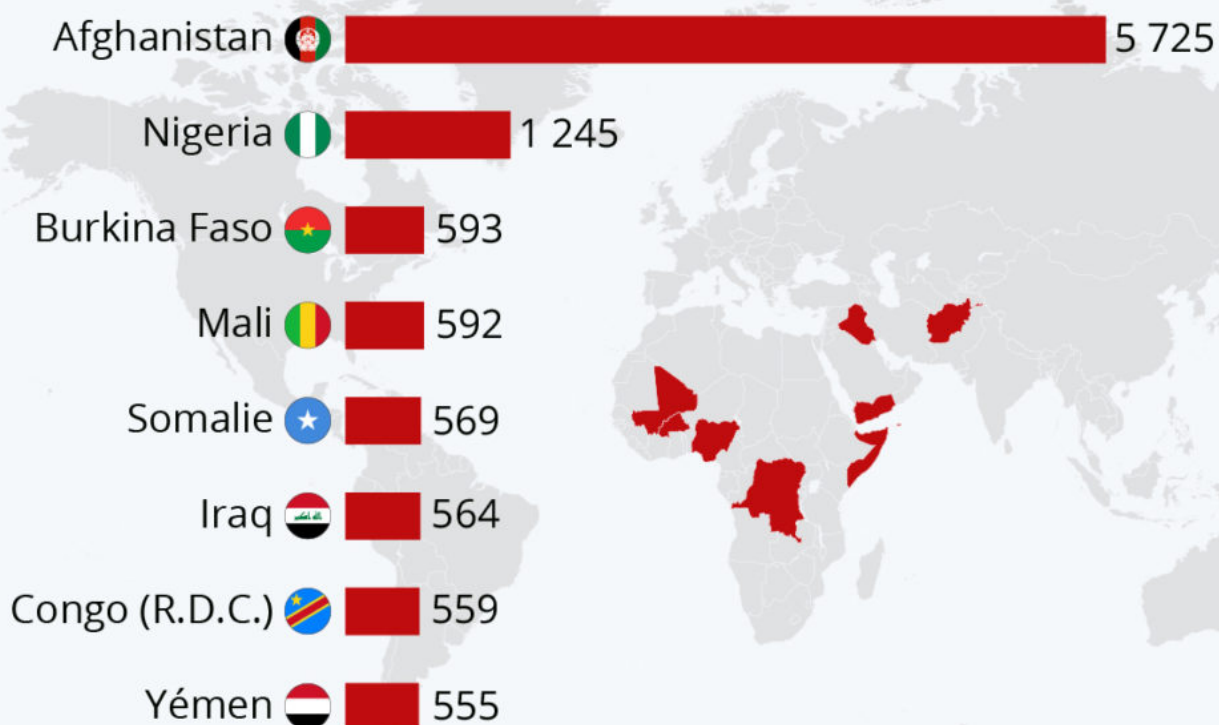 Afghanistan 5 725
Nigeria 1 245
Burkina Faso 593
Mali 592
Somalie 569
Iraq 564
Congo (R.D.C.) 559
Yémen 555